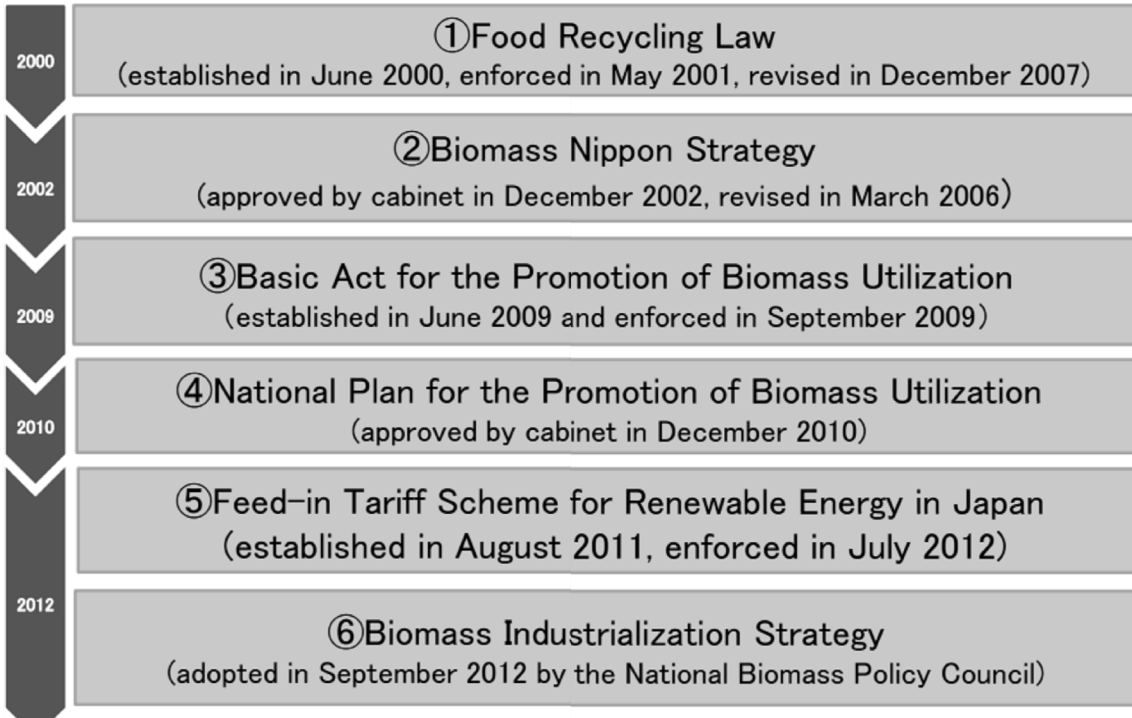 2000
①Food Recycling Law
(established in June 2000, enforced in May 2001, revised in December 2007)
2002
②Biomass Nippon Strategy
(approved by cabinet in December 2002, revised in March 2006)
2009
③Basic Act for the Promotion of Biomass Utilization
(established in June 2009 and enforced in September 2009)
2010
④National Plan for the Promotion of Biomass Utilization
(approved by cabinet in December 2010)
2012
⑤Feed-in Tariff Scheme for Renewable Energy in Japan
(established in August 2011, enforced in July 2012)
⑥Biomass Industrialization Strategy
(adopted in September 2012 by the National Biomass Policy Council)